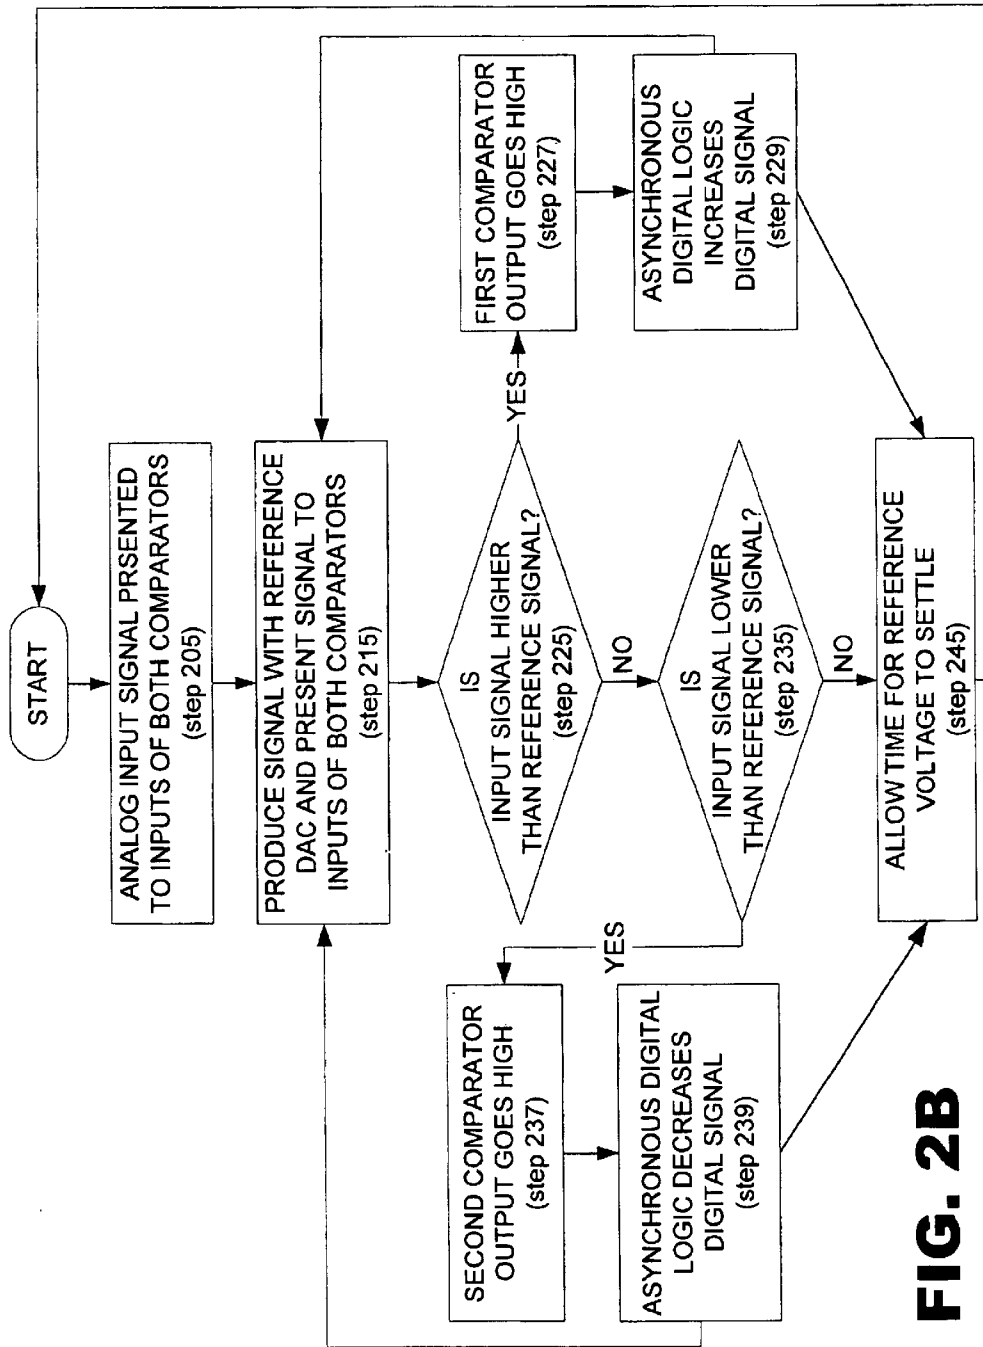 START
ANALOG INPUT SIGNAL PRSENTED
TO INPUTS OF BOTH COMPARATORS
(step 205)
PRODUCE SIGNAL WITH REFERENCE
DAC AND PRESENT SIGNAL TO
INPUTS OF BOTH COMPARATORS
(step 215)
IS
INPUT SIGNAL HIGHER
THAN REFERENCE SIGNAL?
(step 225)
YES
FIRST COMPARATOR
OUTPUT GOES HIGH
(step 227)
ASYNCHRONOUS
DIGITAL LOGIC
INCREASES
DIGITAL SIGNAL
(step 229)
NO
IS
INPUT SIGNAL LOWER
THAN REFERENCE SIGNAL?
(step 235)
YES
SECOND COMPARATOR
OUTPUT GOES HIGH
(step 237)
ASYNCHRONOUS DIGITAL
LOGIC DECREASES
DIGITAL SIGNAL
(step 239)
NO
ALLOW TIME FOR REFERENCE
VOLTAGE TO SETTLE
(step 245)
FIG. 2B